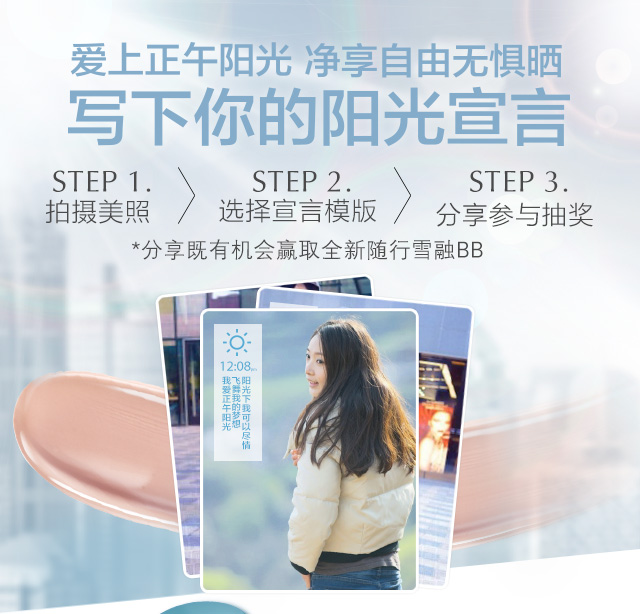 爱上正午阳光 净享自由无惧晒
写下你的阳光宣言
STEP 1.
拍摄美照
STEP 2.
选择宣言模版
STEP 3.
分享参与抽奖
*分享既有机会赢取全新随行雪融BB
12:08
阳光下我可以尽情
飞舞我的梦想
我爱正午阳光